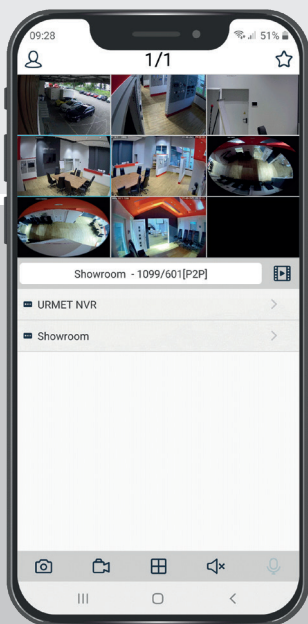 09:28
51%
1/1
Showroom - 1099/601[P2P]
URMET NVR
Showroom